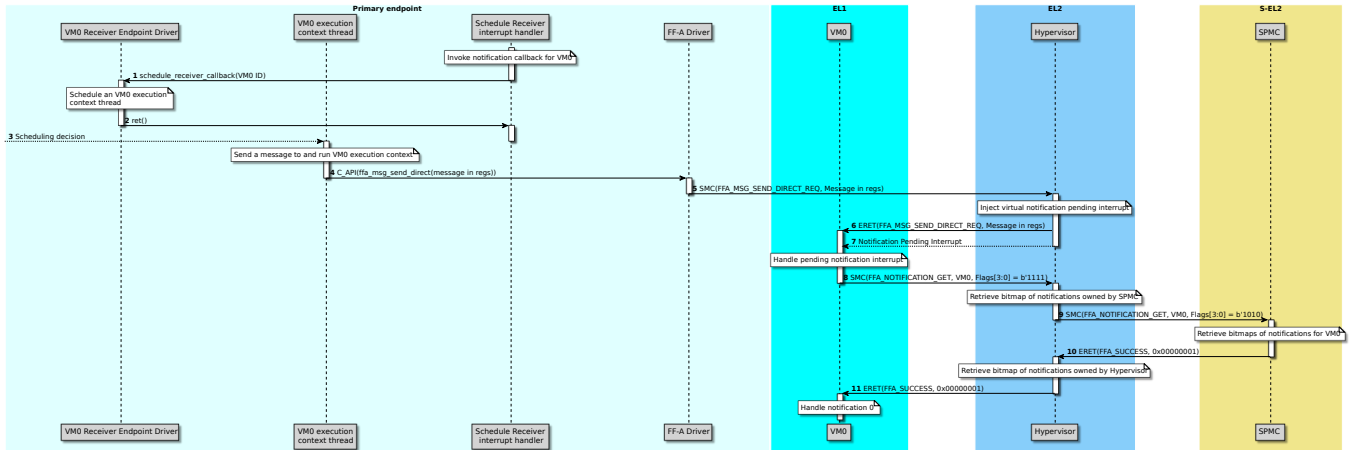 Primary endpoint
EL1
EL2
S-EL2
VM0 Receiver Endpoint Driver
VM0 execution
context thread
Schedule Receiver
interrupt handler
FF-A Driver
VM0
Hypervisor
SPMC
Invoke notification callback for VM0
1 schedule_receiver_callback(VM0 ID)
Schedule an VM0 execution
context thread
2 ret()
3 Scheduling decision
Send a message to and run VM0 execution context
4 C_API(ffa_msg_send_direct(message in regs))
5 SMC(FFA_MSG_SEND_DIRECT_REQ, Message in regs)
Inject virtual notification pending interrupt
6 ERET(FFA_MSG_SEND_DIRECT_REQ, Message in regs)
7 Notification Pending Interrupt
Handle pending notification interrupt
8 SMC(FFA_NOTIFICATION_GET, VM0, Flags[3:0] = b'1111)
Retrieve bitmap of notifications owned by SPMC
9 SMC(FFA_NOTIFICATION_GET, VM0, Flags[3:0] = b'1010)
Retrieve bitmaps of notifications for VM0
10 ERET(FFA_SUCCESS, 0x00000001)
Retrieve bitmap of notifications owned by Hypervisor
11 ERET(FFA_SUCCESS, 0x00000001)
Handle notification 0
VM0 Receiver Endpoint Driver
VM0 execution
context thread
Schedule Receiver
interrupt handler
FF-A Driver
VM0
Hypervisor
SPMC